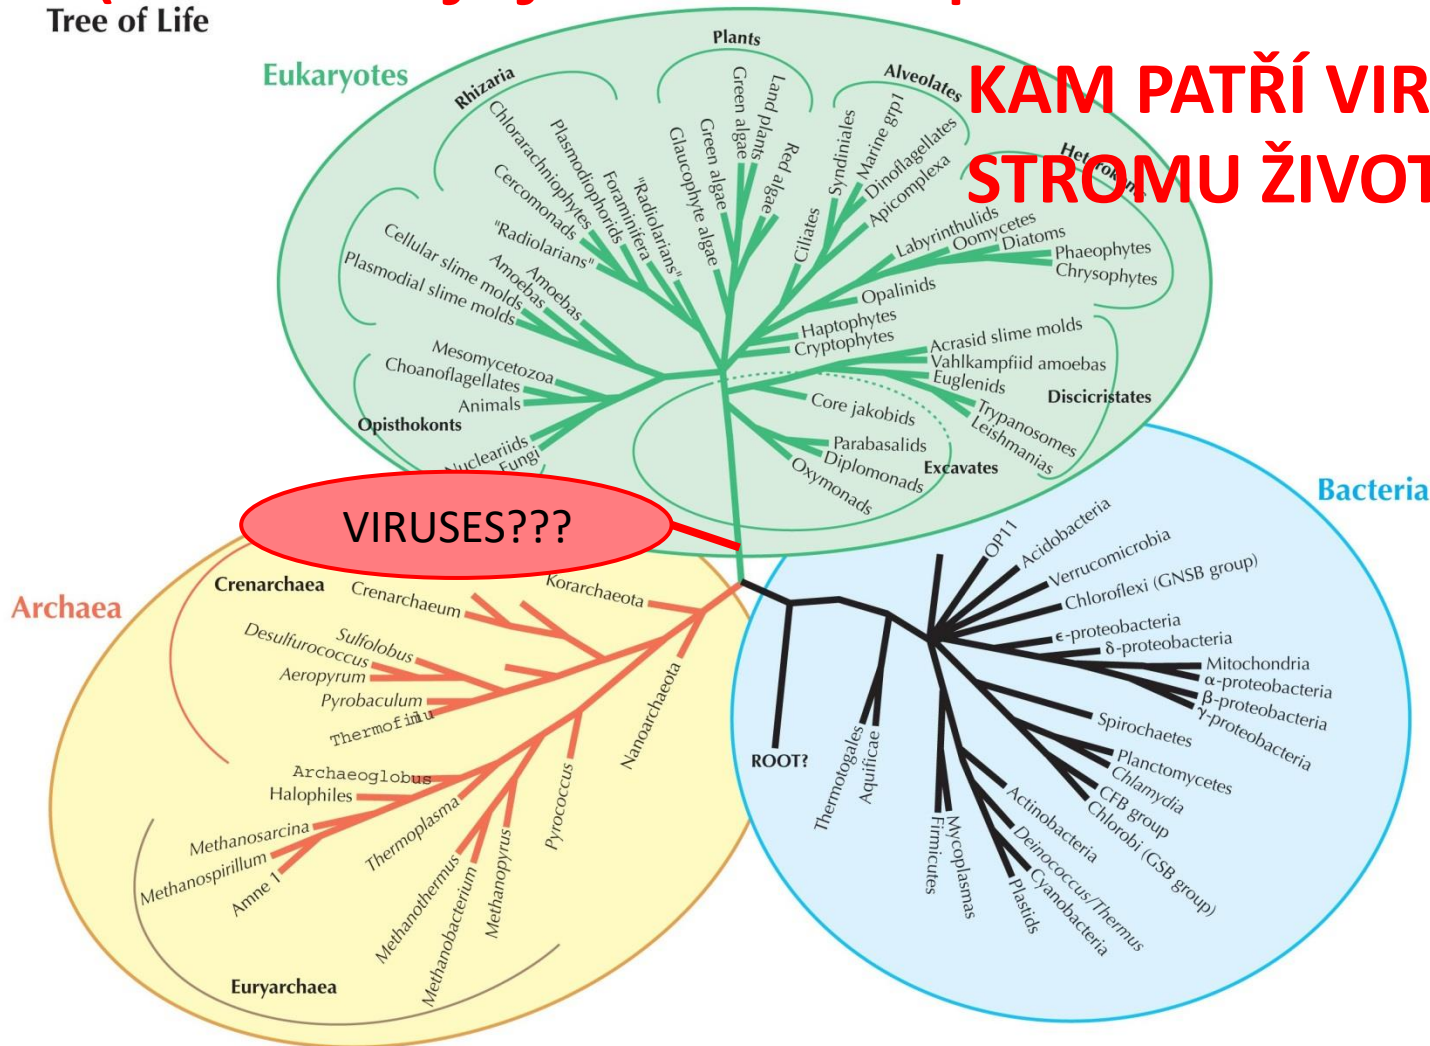 Tree of Life
KAM PATŘÍ VIR
STROMU ŽIVOT
Eukaryotes
Rhizaria
Plants
Alveolates
Chlorarachniophytes
Cercomonads
"Radiolarians"
Plasmodiophorids
Foraminifera
"Radiolarians"
Glaucophyte algae
Green algae
Green algae
Land plants
Red algae
Ciliates
Syndiniales
Marine grp1
Dinoflagellates
Apicomplexa
Labyrinthulids
Oomycetes
Diatoms
Phaeophytes
Chrysophytes
Opalinids
Haptophytes
Cryptophytes
Cellular slime molds
Plasmodial slime molds
Amoebas
Amoebas
Mesomycetozoa
Choanoflagellates
Animals
Opisthokonts
Nucleariids
Fungi
Acrasid slime molds
Vahlkampfiid amoebas
Euglenids
Trypanosomes
Leishmanias
Discicristates
Core jakobids
Parabasalids
Diplomonads
Oxymonads
Excavates
VIRUSES???
Bacteria
OP11
Acidobacteria
Verrucomicrobia
Chloroflexi (GNSB group)
ϵ-proteobacteria
δ-proteobacteria
Mitochondria
α-proteobacteria
β-proteobacteria
γ-proteobacteria
Spirochaetes
Planctomycetes
Chlamydia
CFB group
Chlorobi (GSB group)
Actinobacteria
Deinococcus/Thermus
Cyanobacteria
Plastids
Mycoplasmas
Firmicutes
Aquificae
Thermotogales
ROOT?
Archaea
Crenarchaea
Crenarchaeum
Korarchaeota
Desulfurococcus
Sulfolobus
Aeropyrum
Pyrobaculum
Nanoarchaeota
Archaeoglobus
Halophiles
Methanosarcina
Methanospirillum
Amne 1
Thermoplasma
Methanothermus
Methanobacterium
Methanopyrus
Pyrococcus
Euryarchaea